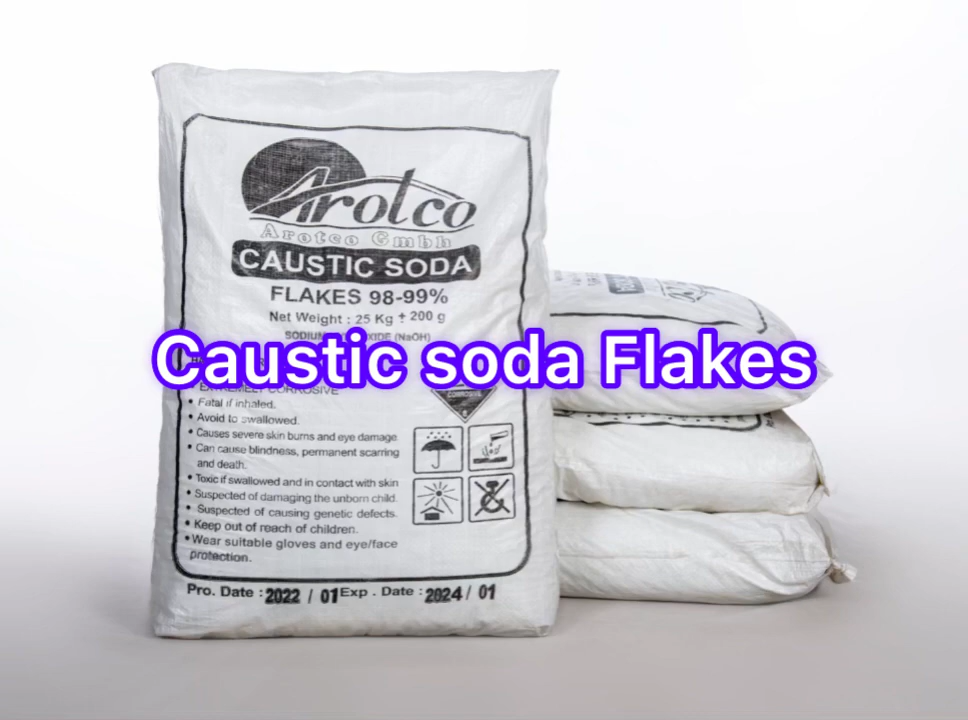 Arolco
Aroteo Gmbh
CAUSTIC SODA
FLAKES 98-99%
Net Weight : 25 Kg ± 200 g
(NaOH)
Caustic soda Flakes
EXTREMELY CORROSIVE
• Fatal if inhaled.
• Avoid to swallowed.
• Causes severe skin burns and eye damage
• Can cause blindness, permanent scarring
and death.
• Toxic if swallowed and in contact with skin
• Suspected of damaging the unborn child.
• Suspected of causing genetic defects.
• Keep out of reach of children.
• Wear suitable gloves and eye/face
protection.
CORROSIVE
8
Pro. Date : 2022 / 01 Exp . Date : 2024 / 01